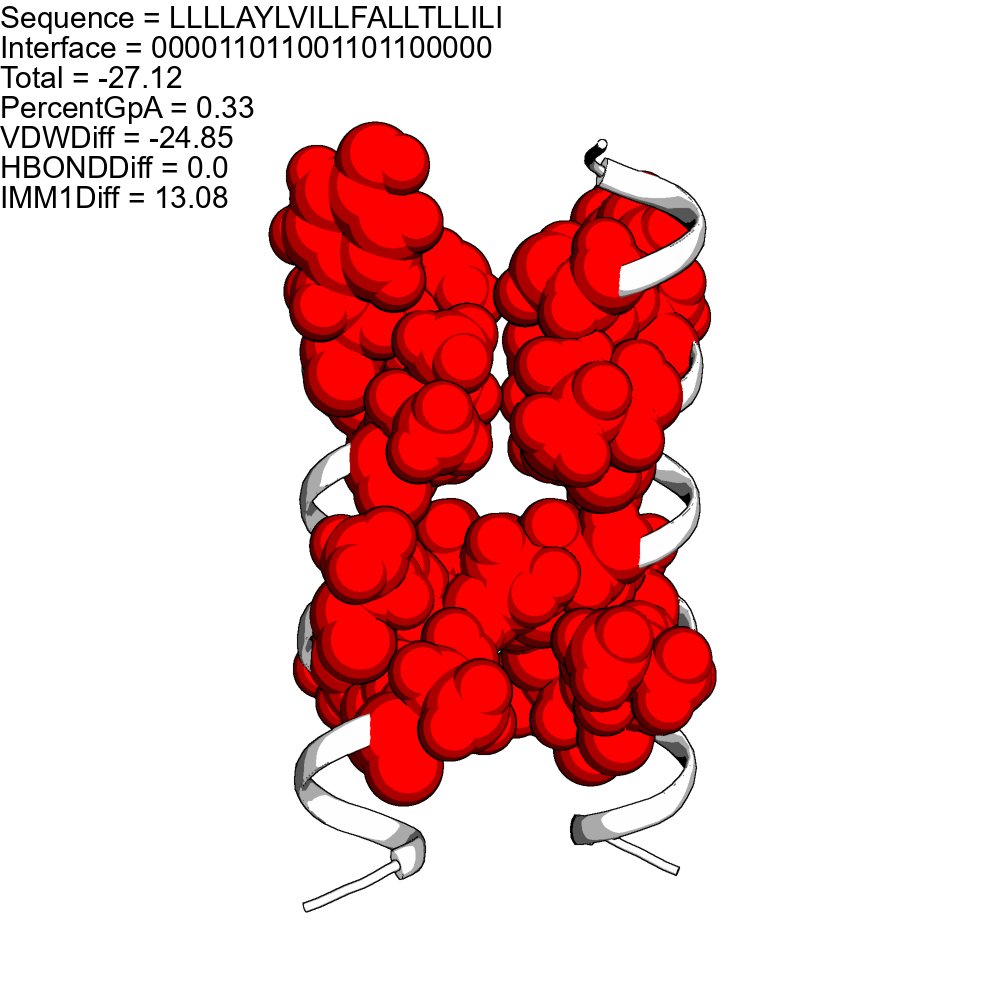 Sequence = LLLLAYLVILLFALLTLLILI
Interface = 000011011001101100000
Total = -27.12
PercentGpA = 0.33
VDWDiff = -24.85
HBONDDiff = 0.0
IMM1Diff = 13.08